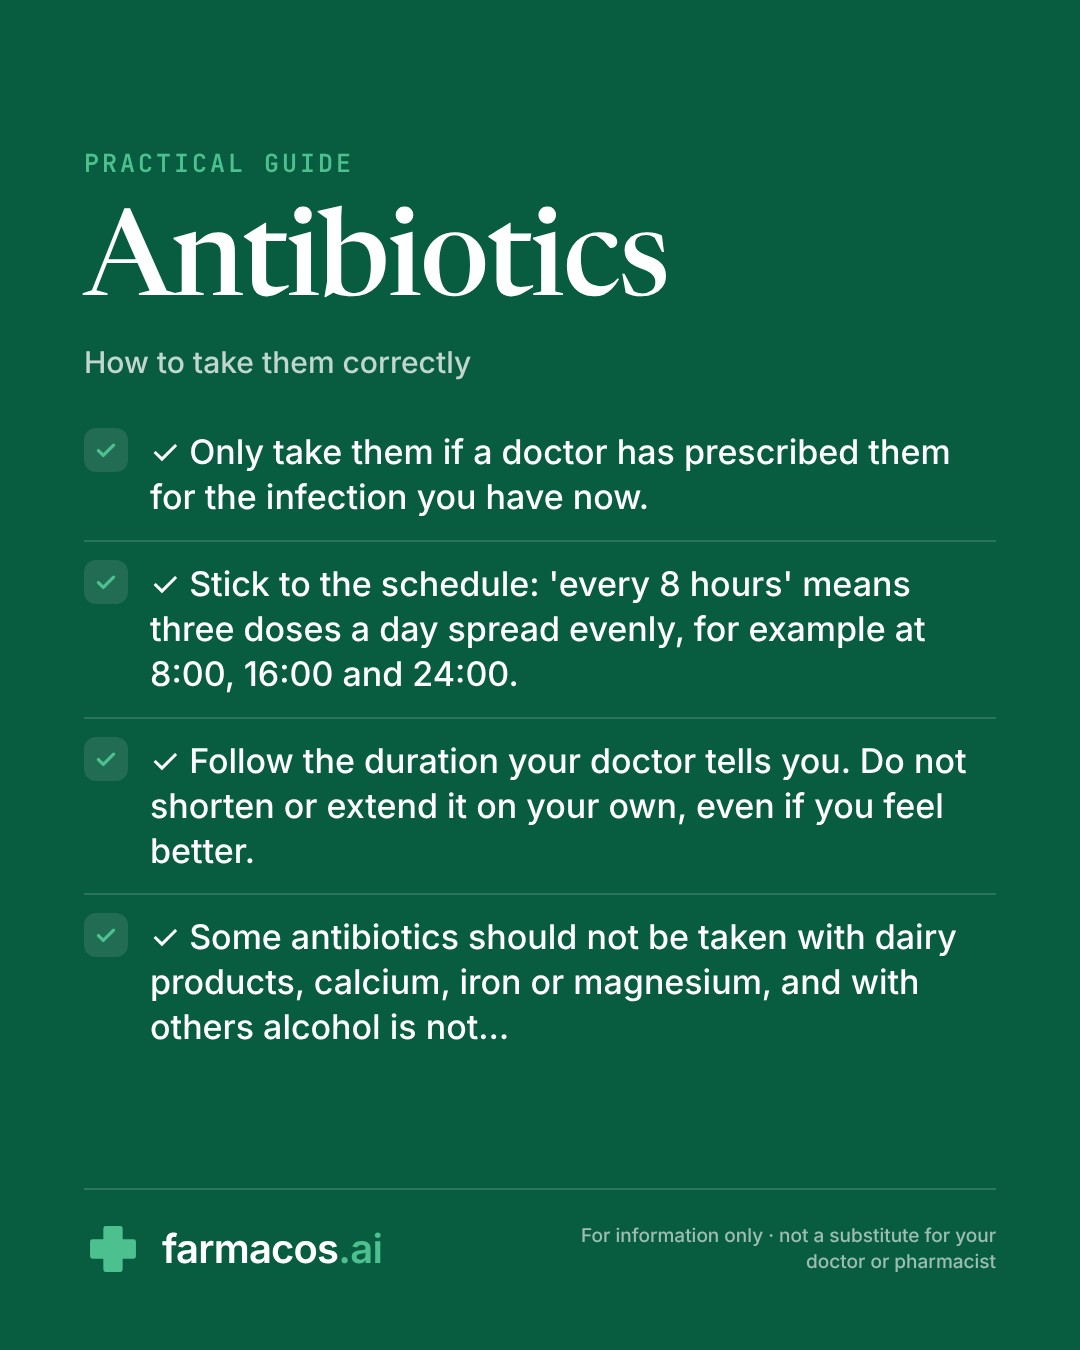 PRACTICAL GUIDE
Antibiotics
How to take them correctly
✓ Only take them if a doctor has prescribed them
for the infection you have now.
✓ Stick to the schedule: 'every 8 hours' means
three doses a day spread evenly, for example at
8:00, 16:00 and 24:00.
✓ Follow the duration your doctor tells you. Do not
shorten or extend it on your own, even if you feel
better.
✓ Some antibiotics should not be taken with dairy
products, calcium, iron or magnesium, and with
others alcohol is not...
farmacos.ai
For information only · not a substitute for your
doctor or pharmacist